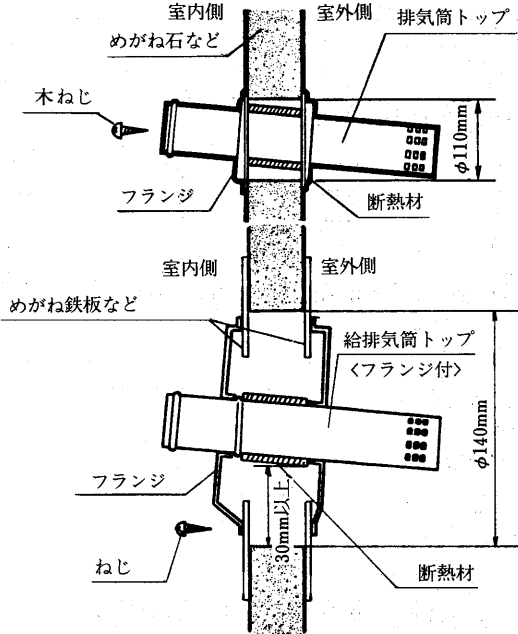 室内側
室外側
排気筒トップ
めがね石など
木ねじ
φ110mm
フランジ
断熱材
室内側
室外側
めがね鉄板など
給排気筒トップ
〈フランジ付〉
φ140mm
フランジ
30mm以上
ねじ
断熱材